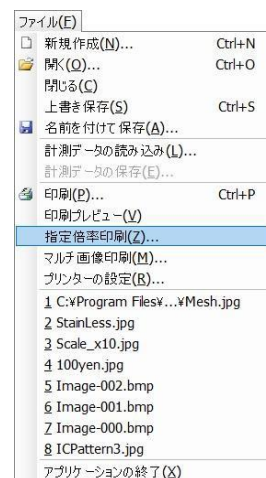 ファイル(F)
新規作成(N)... Ctrl+N
開く(O)... Ctrl+O
閉じる(C)
上書き保存(S) Ctrl+S
名前を付けて保存(A)...
計測データの読み込み(L)...
計測データの保存(E)...
印刷(P)... Ctrl+P
印刷プレビュー(V)
指定倍率印刷(Z)...
マルチ画像印刷(M)...
プリンターの設定(R)...
1 C:¥Program Files¥...¥Mesh.jpg
2 StainLess.jpg
3 Scale_x10.jpg
4 100yen.jpg
5 Image-002.bmp
6 Image-001.bmp
7 Image-000.bmp
8 ICPattern3.jpg
アプリケーションの終了(X)